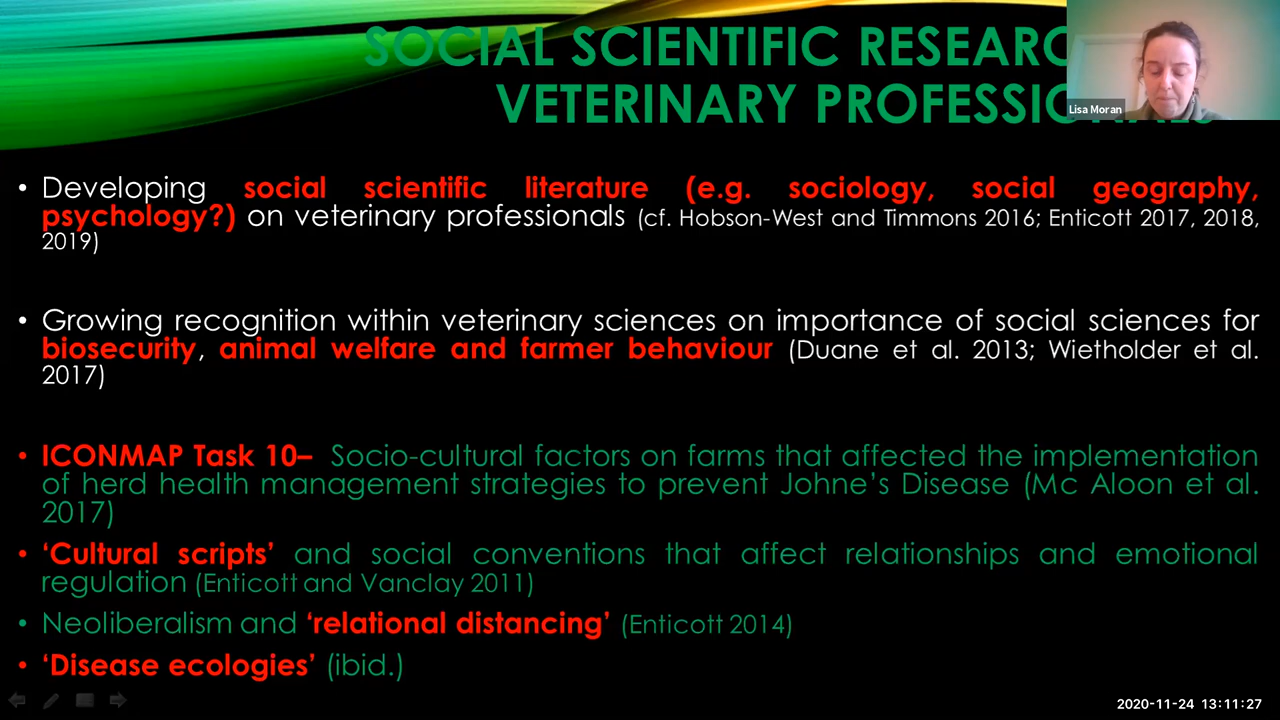 SOCIAL SCIENTIFIC RESEARC
VETERINARY PROFESSIONALS
Lisa Moran
• Developing social scientific literature (e.g. sociology, social geography,
psychology?) on veterinary professionals (cf. Hobson-West and Timmons 2016; Enticott 2017, 2018,
2019)
• Growing recognition within veterinary sciences on importance of social sciences for
biosecurity, animal welfare and farmer behaviour (Duane et al. 2013; Wietholder et al.
2017)
• ICONMAP Task 10– Socio-cultural factors on farms that affected the implementation
of herd health management strategies to prevent Johne’s Disease (Mc Aloon et al.
2017)
• ‘Cultural scripts’ and social conventions that affect relationships and emotional
regulation (Enticott and Vanclay 2011)
• Neoliberalism and ‘relational distancing’ (Enticott 2014)
• ‘Disease ecologies’ (ibid.)
2020-11-24 13:11:27